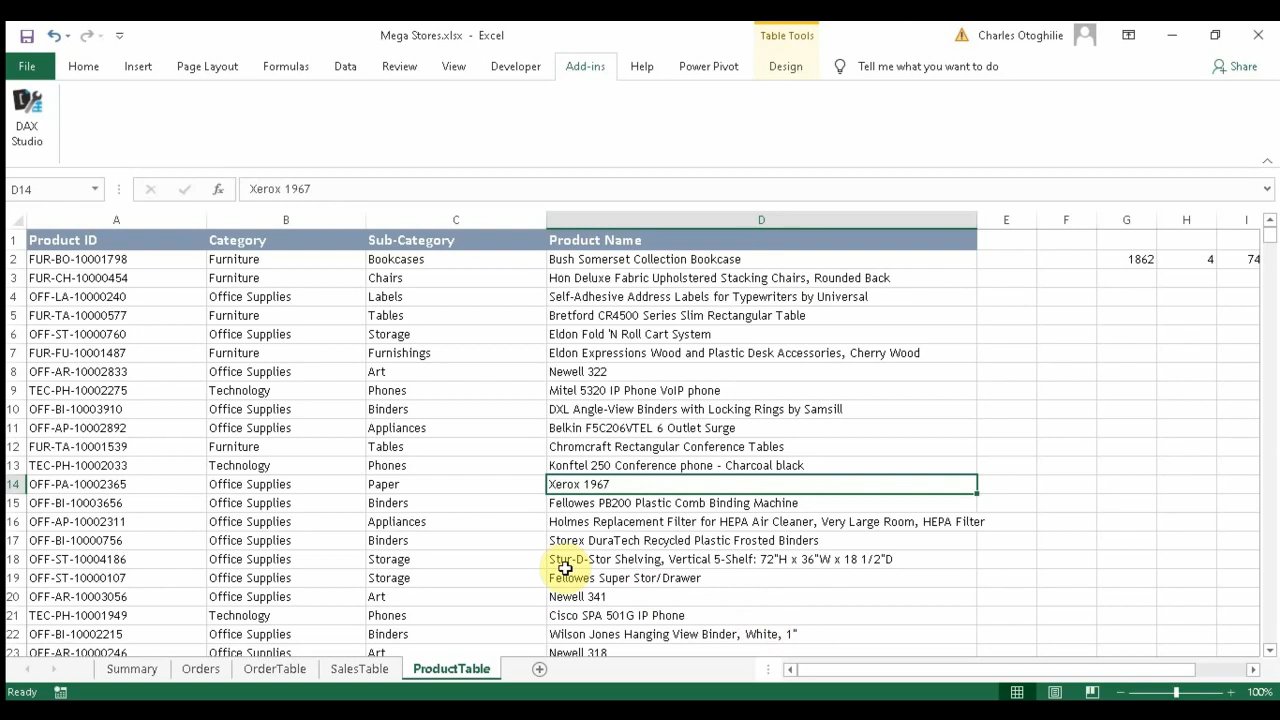 Mega Stores.xlsx - Excel
Table Tools
Charles Otoghilie
File Home Insert Page Layout Formulas Data Review View Developer Add-ins Help Power Pivot Design Tell me what you want to do Share
DAX
Studio
D14 fx Xerox 1967
A B C D E F G H I
1 Product ID Category Sub-Category Product Name
2 FUR-BO-10001798 Furniture Bookcases Bush Somerset Collection Bookcase 1862 4 74
3 FUR-CH-10000454 Furniture Chairs Hon Deluxe Fabric Upholstered Stacking Chairs, Rounded Back
4 OFF-LA-10000240 Office Supplies Labels Self-Adhesive Address Labels for Typewriters by Universal
5 FUR-TA-10000577 Furniture Tables Bretford CR4500 Series Slim Rectangular Table
6 OFF-ST-10000760 Office Supplies Storage Eldon Fold 'N Roll Cart System
7 FUR-FU-10001487 Furniture Furnishings Eldon Expressions Wood and Plastic Desk Accessories, Cherry Wood
8 OFF-AR-10002833 Office Supplies Art Newell 322
9 TEC-PH-10002275 Technology Phones Mitel 5320 IP Phone VoIP phone
10 OFF-BI-10003910 Office Supplies Binders DXL Angle-View Binders with Locking Rings by Samsill
11 OFF-AP-10002892 Office Supplies Appliances Belkin F5C206VTEL 6 Outlet Surge
12 FUR-TA-10001539 Furniture Tables Chromcraft Rectangular Conference Tables
13 TEC-PH-10002033 Technology Phones Konftel 250 Conference phone - Charcoal black
14 OFF-PA-10002365 Office Supplies Paper Xerox 1967
15 OFF-BI-10003656 Office Supplies Binders Fellowes PB200 Plastic Comb Binding Machine
16 OFF-AP-10002311 Office Supplies Appliances Holmes Replacement Filter for HEPA Air Cleaner, Very Large Room, HEPA Filter
17 OFF-BI-10000756 Office Supplies Binders Storex DuraTech Recycled Plastic Frosted Binders
18 OFF-ST-10004186 Office Supplies Storage Stur-D-Stor Shelving, Vertical 5-Shelf: 72"H x 36"W x 18 1/2"D
19 OFF-ST-10000107 Office Supplies Storage Fellowes Super Stor/Drawer
20 OFF-AR-10003056 Office Supplies Art Newell 341
21 TEC-PH-10001949 Technology Phones Cisco SPA 501G IP Phone
22 OFF-BI-10002215 Office Supplies Binders Wilson Jones Hanging View Binder, White, 1"
23 OFF-AR-10000246 Office Supplies Art Newell 318
Summary Orders OrderTable SalesTable ProductTable
Ready 100%